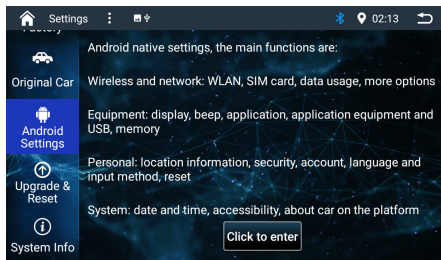 Settings
02:13
Factory
Original Car
Android
Settings
Upgrade &
Reset
System Info
Android native settings, the main functions are:
Wireless and network: WLAN, SIM card, data usage, more options
Equipment: display, beep, application, application equipment and
USB, memory
Personal: location information, security, account, language and
input method, reset
System: date and time, accessibility, about car on the platform
Click to enter